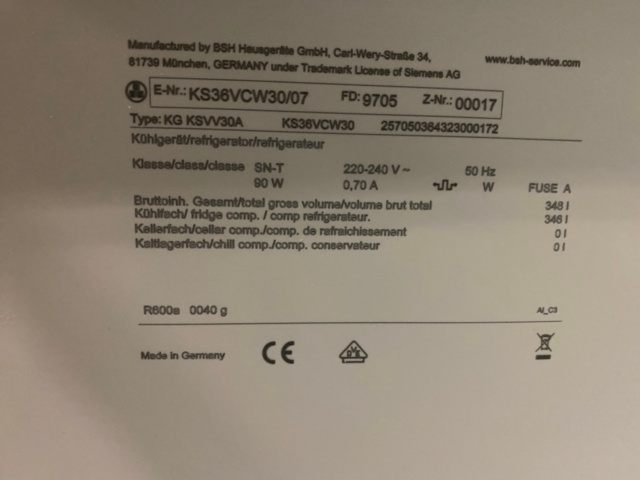 Manufactured by BSH Hausgeräte GmbH, Carl-Wery-Straße 34,
81739 München, GERMANY under Trademark License of Siemens AG
www.bsh-service.com
E-Nr.: KS36VCW30/07 FD: 9705 Z-Nr.: 00017
Type: KG KSVV30A KS36VCW30 257050364323000172
Kühlgerät/refrigerator/refrigerateur
Klasse/class/classe SN-T 220-240 V ~ 50 Hz
90 W 0,70 A W FUSE A
Bruttoinh. Gesamt/total gross volume/volume brut total 348 l
Kühlfach/ fridge comp. / comp refrigerateur. 346 l
Kellerfach/cellar comp./comp. de rafraichissement 0 l
Kaltlagerfach/chill comp./comp. conservateur 0 l
R600a 0040 g AI_C3
Made in Germany CE DVE